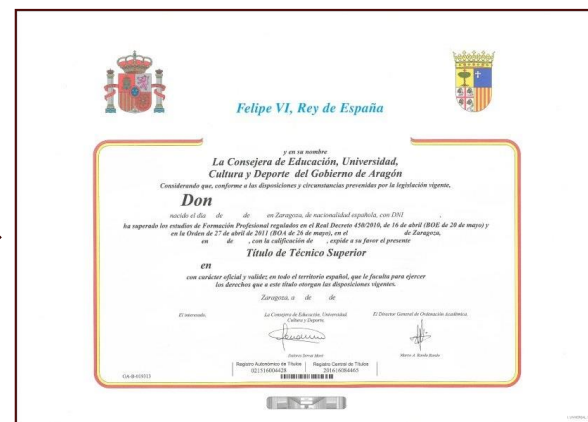 Felipe VI, Rey de España
y en su nombre
La Consejera de Educación, Universidad,
Cultura y Deporte del Gobierno de Aragón
Considerando que, conforme a las disposiciones y circunstancias prevenidas por la legislación vigente,
Don
nacido el día de de en Zaragoza, de nacionalidad española, con DNI ,
ha superado los estudios de Formación Profesional regulados en el Real Decreto 450/2010, de 16 de abril (BOE de 20 de mayo) y
en la Orden de 27 de abril de 2011 (BOA de 26 de mayo), en el de Zaragoza,
en de , con la calificación de , expide a su favor el presente
Título de Técnico Superior
en
con carácter oficial y validez en todo el territorio español, que le faculta para ejercer
los derechos que a este título otorgan las disposiciones vigentes.
Zaragoza, a de de
El interesado, La Consejera de Educación, Universidad, El Director General de Ordenación Académica
Cultura y Deporte,
Registro Autonómico de Títulos Registro Central de Títulos